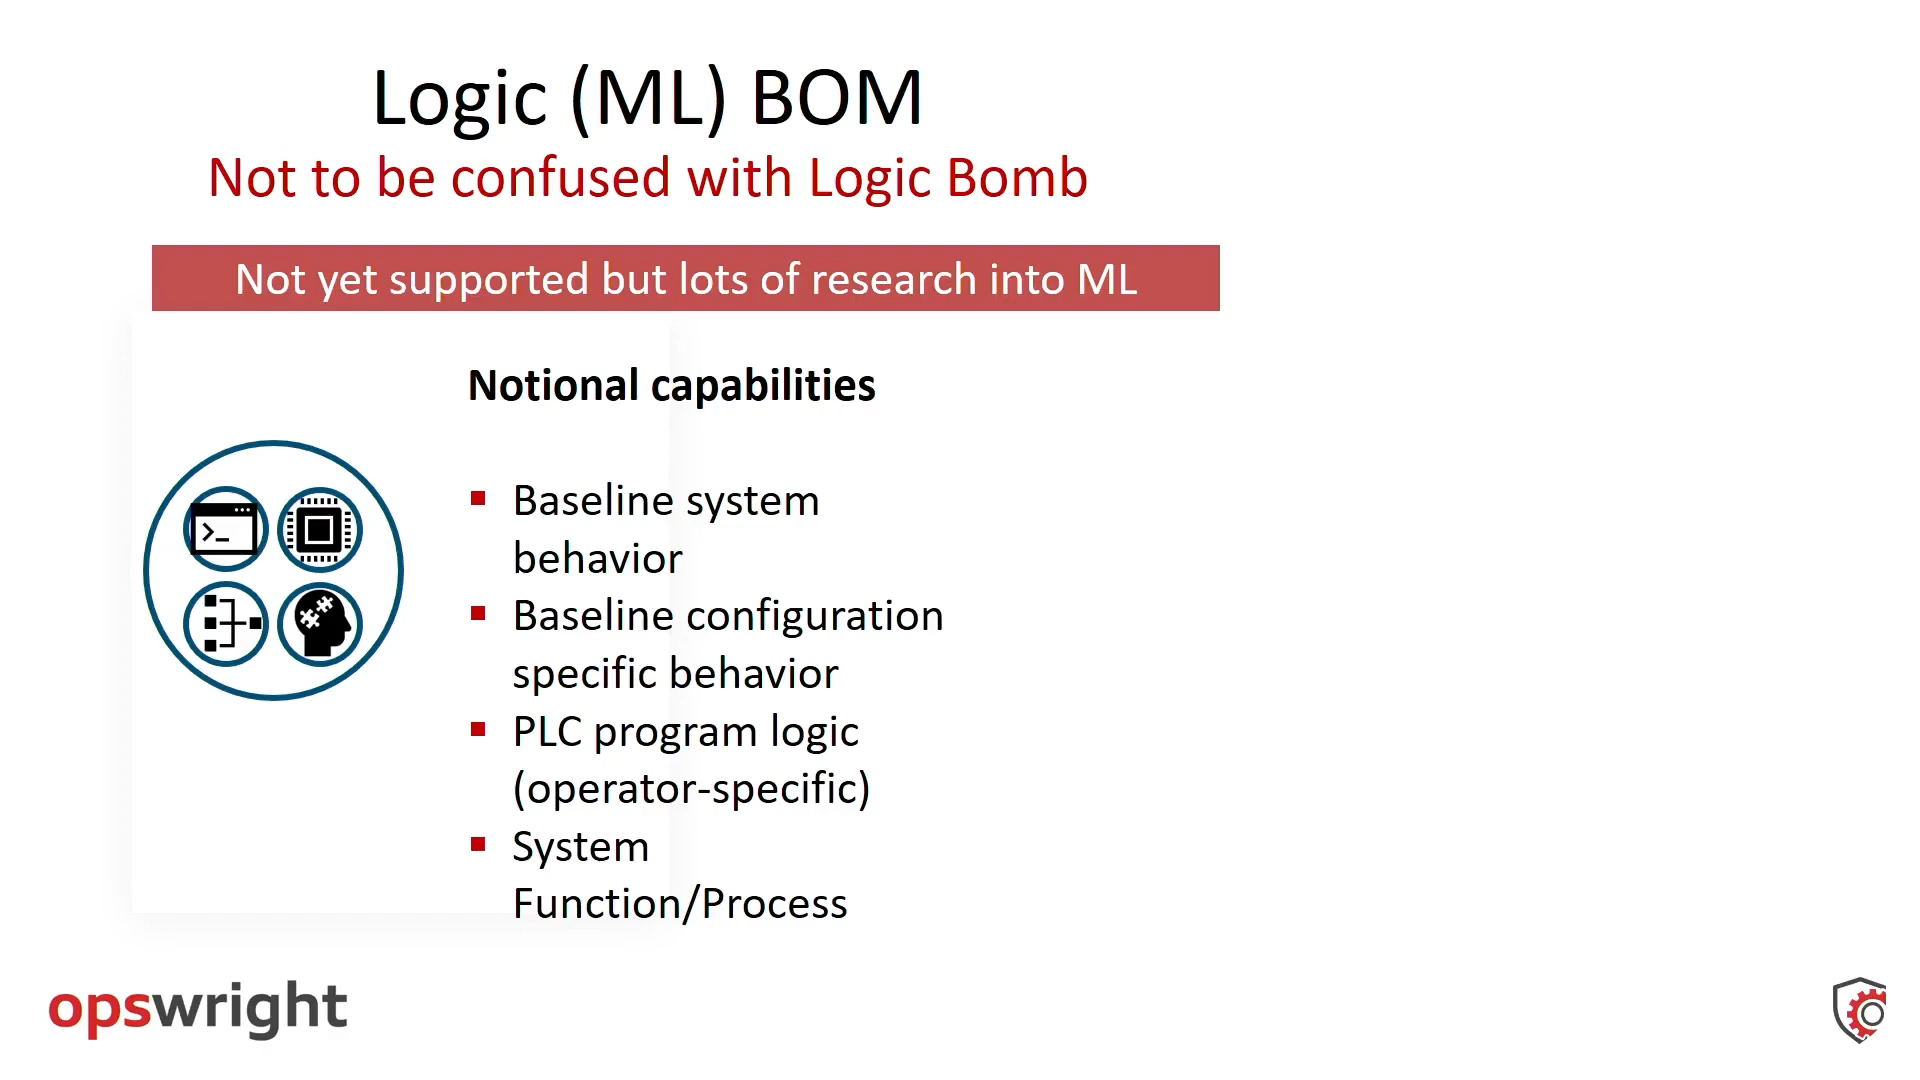 Logic (ML) BOM
Not to be confused with Logic Bomb
Not yet supported but lots of research into ML
Notional capabilities
Baseline system
behavior
Baseline configuration
specific behavior
PLC program logic
(operator-specific)
System
Function/Process
opswright